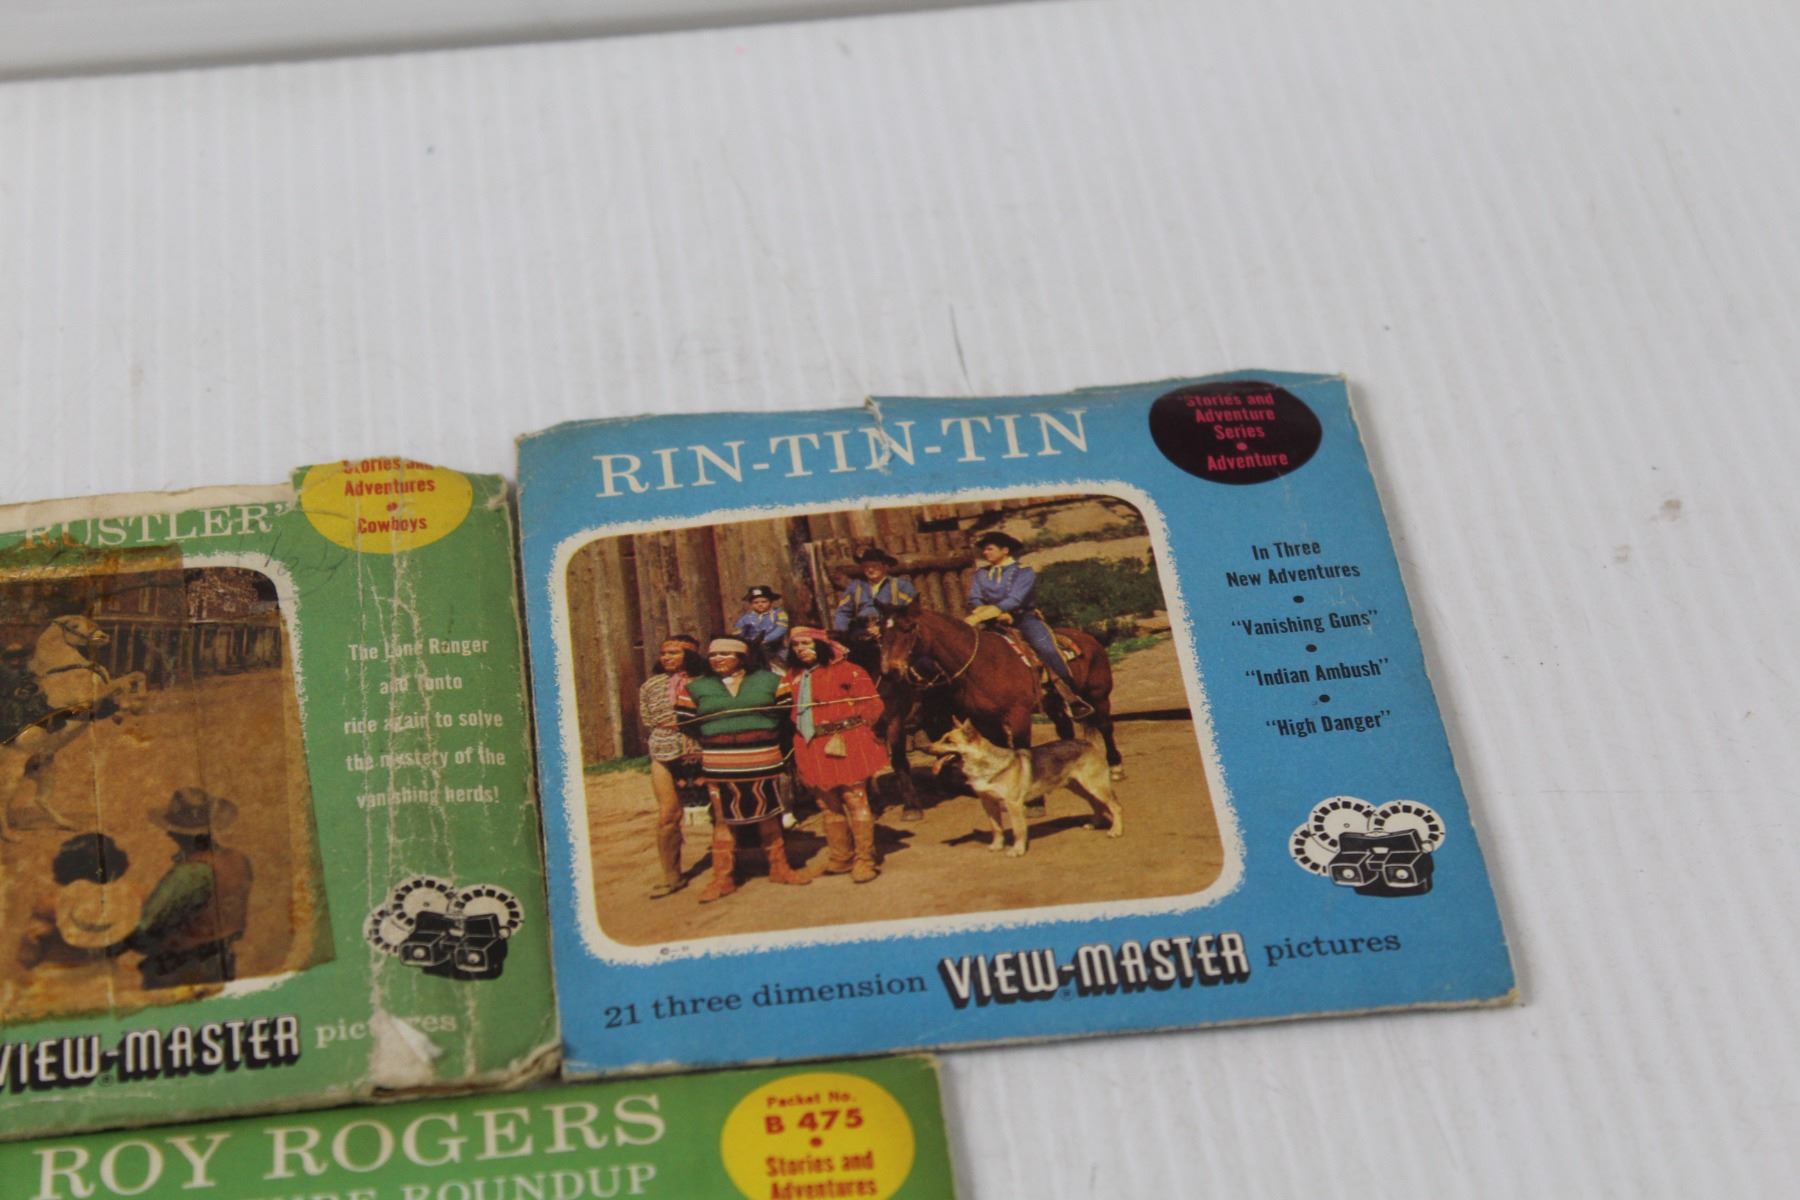 RIN-TIN-TIN
Stories and
Adventure
Series
•
Adventure
In Three
New Adventures
•
"Vanishing Guns"
•
"Indian Ambush"
•
"High Danger"
21 three dimension VIEW-MASTER® pictures
RUSTLER"
Stories and
Adventures
•
Cowboys
The Lone Ranger
and Tonto
ride again to solve
the mystery of the
vanishing herds!
VIEW-MASTER® pictures
ROY ROGERS
ROUNDUP
Packet No.
B 475
•
Stories and
Adventures